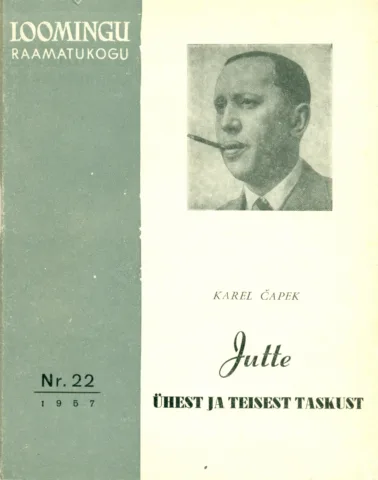 LOOMINGU
RAAMATUKOGU
KAREL ČAPEK
Jutte
ÜHEST JA TEISEST TASKUST
Nr. 22
1957